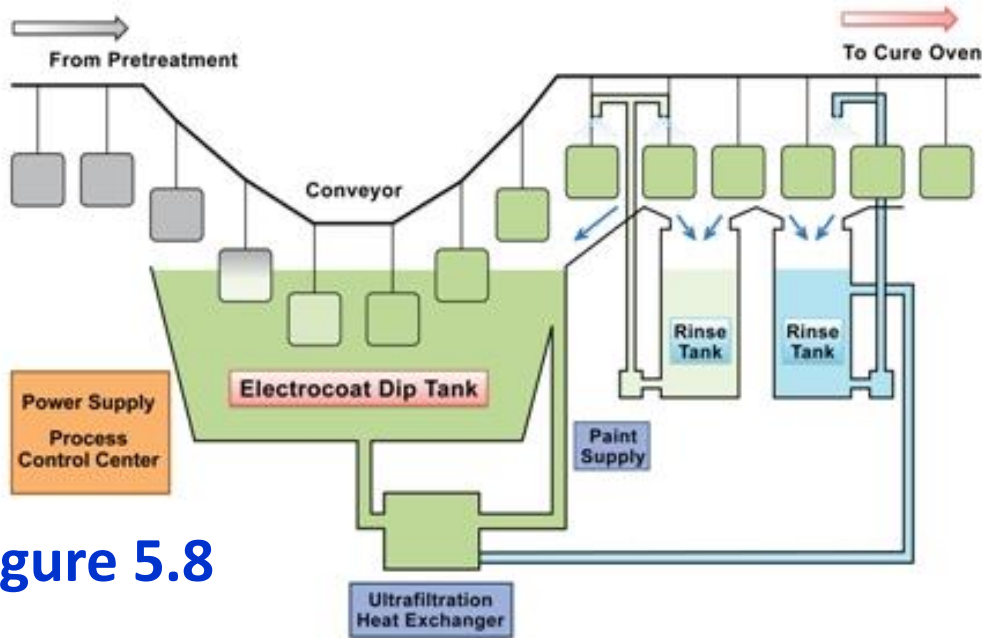 From Pretreatment
To Cure Oven
Conveyor
Rinse
Tank
Rinse
Tank
Electrocoat Dip Tank
Power Supply
Process
Control Center
Paint
Supply
gure 5.8
Ultrafiltration
Heat Exchanger